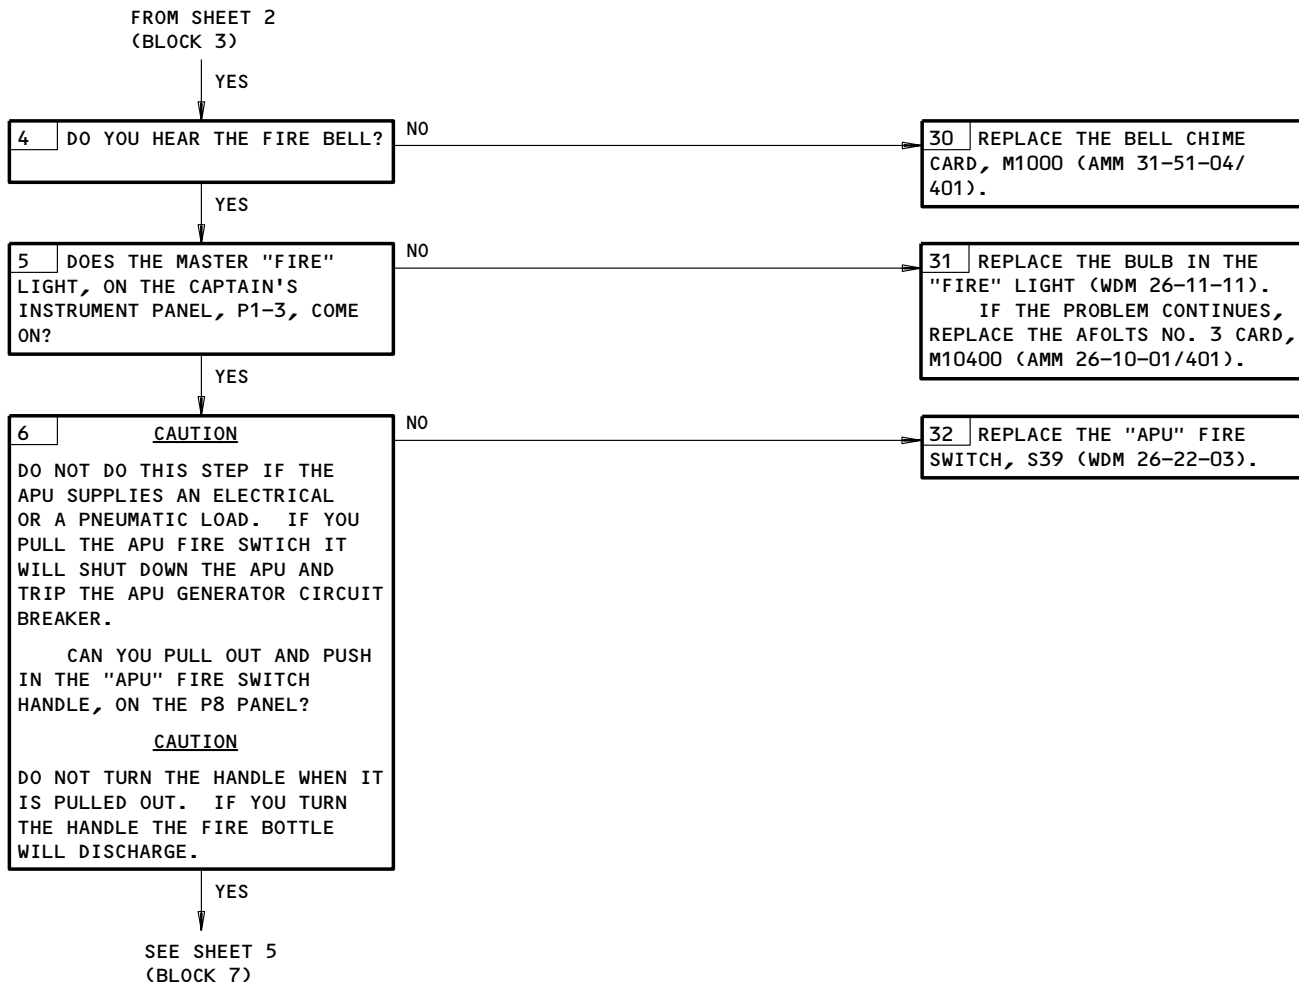 FROM SHEET 2
(BLOCK 3)
YES
4 DO YOU HEAR THE FIRE BELL?
NO
30 REPLACE THE BELL CHIME
CARD, M1000 (AMM 31-51-04/
401).
YES
5 DOES THE MASTER "FIRE"
LIGHT, ON THE CAPTAIN'S
INSTRUMENT PANEL, P1-3, COME
ON?
NO
31 REPLACE THE BULB IN THE
"FIRE" LIGHT (WDM 26-11-11).
IF THE PROBLEM CONTINUES,
REPLACE THE AFOLTS NO. 3 CARD,
M10400 (AMM 26-10-01/401).
YES
6 CAUTION
DO NOT DO THIS STEP IF THE
APU SUPPLIES AN ELECTRICAL
OR A PNEUMATIC LOAD. IF YOU
PULL THE APU FIRE SWTICH IT
WILL SHUT DOWN THE APU AND
TRIP THE APU GENERATOR CIRCUIT
BREAKER.
CAN YOU PULL OUT AND PUSH
IN THE "APU" FIRE SWITCH
HANDLE, ON THE P8 PANEL?
CAUTION
DO NOT TURN THE HANDLE WHEN IT
IS PULLED OUT. IF YOU TURN
THE HANDLE THE FIRE BOTTLE
WILL DISCHARGE.
NO
32 REPLACE THE "APU" FIRE
SWITCH, S39 (WDM 26-22-03).
YES
SEE SHEET 5
(BLOCK 7)